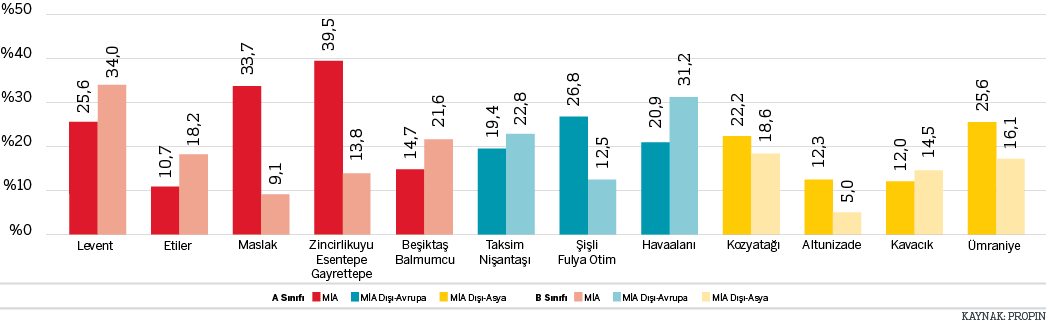 %50
%40
%30
%20
%10
%0
25,6
34,0
10,7
18,2
33,7
9,1
39,5
13,8
14,7
21,6
19,4
22,8
26,8
12,5
20,9
31,2
22,2
18,6
12,3
5,0
12,0
14,5
25,6
16,1
Levent
Etiler
Maslak
Zincirlikuyu
Esentepe
Gayrettepe
Beşiktaş
Balmumcu
Taksim
Nişantaşı
Şişli
Fulya Otim
Havaalanı
Kozyatağı
Altunizade
Kavacık
Ümraniye
A Sınıfı MİA MİA Dışı-Avrupa MİA Dışı-Asya B Sınıfı MİA MİA Dışı-Avrupa MİA Dışı-Asya
KAYNAK: PROPIN